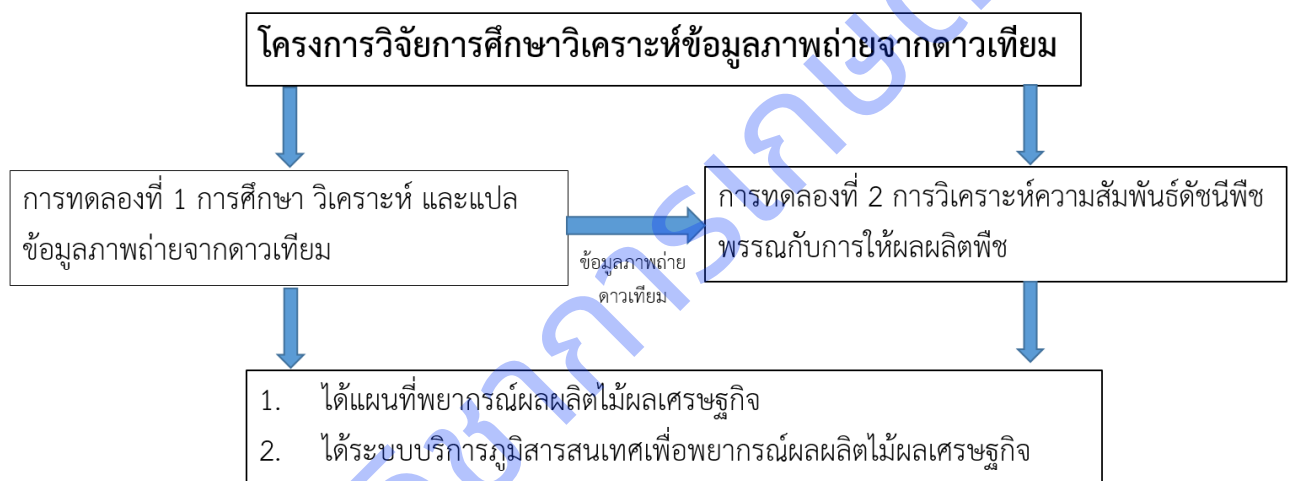 โครงการวิจัยการศึกษาวิเคราะห์ข้อมูลภาพถ่ายจากดาวเทียม
การทดลองที่ 1 การศึกษา วิเคราะห์ และแปล
ข้อมูลภาพถ่ายจากดาวเทียม
ข้อมูลภาพถ่าย
ดาวเทียม
การทดลองที่ 2 การวิเคราะห์ความสัมพันธ์ดัชนีพืช
พรรณกับการให้ผลผลิตพืช
1. ได้แผนที่พยากรณ์ผลผลิตไม้ผลเศรษฐกิจ
2. ได้ระบบบริการภูมิสารสนเทศเพื่อพยากรณ์ผลผลิตไม้ผลเศรษฐกิจ
วิชาการเกษต